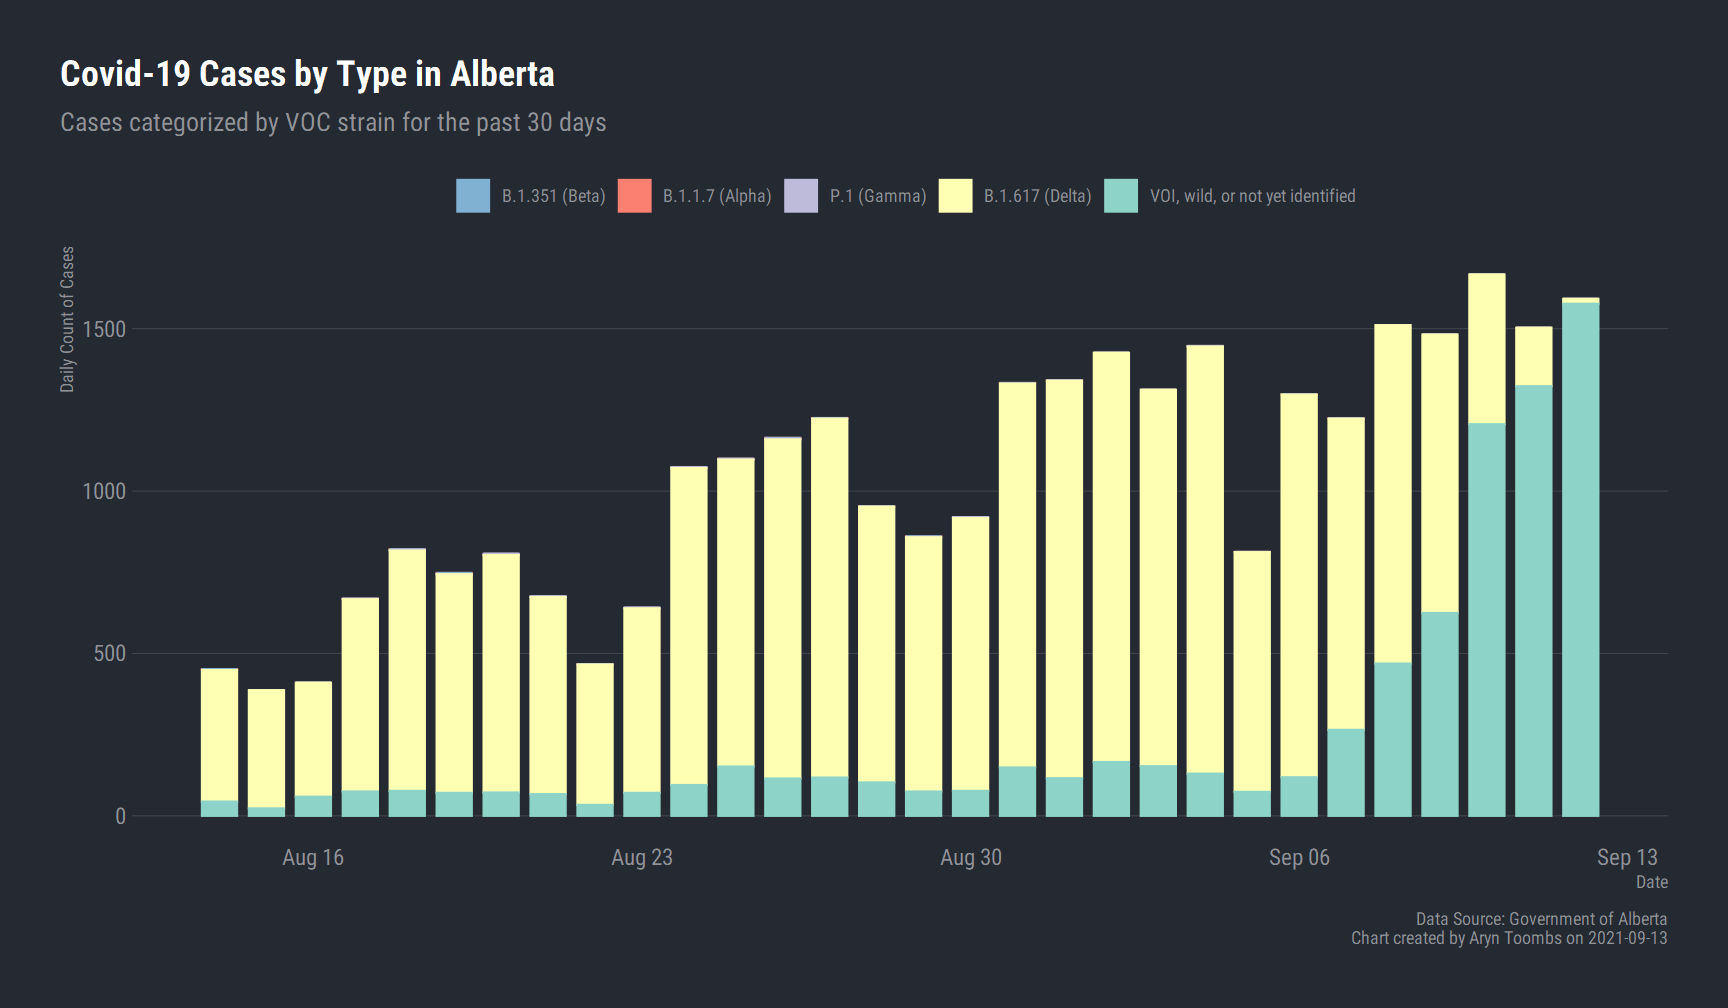 Covid-19 Cases by Type in Alberta
Cases categorized by VOC strain for the past 30 days
B.1.351 (Beta) B.1.1.7 (Alpha) P.1 (Gamma) B.1.617 (Delta) VOI, wild, or not yet identified
Daily Count of Cases
1500
1000
500
0
Aug 16 Aug 23 Aug 30 Sep 06 Sep 13
Date
Data Source: Government of Alberta
Chart created by Aryn Toombs on 2021-09-13